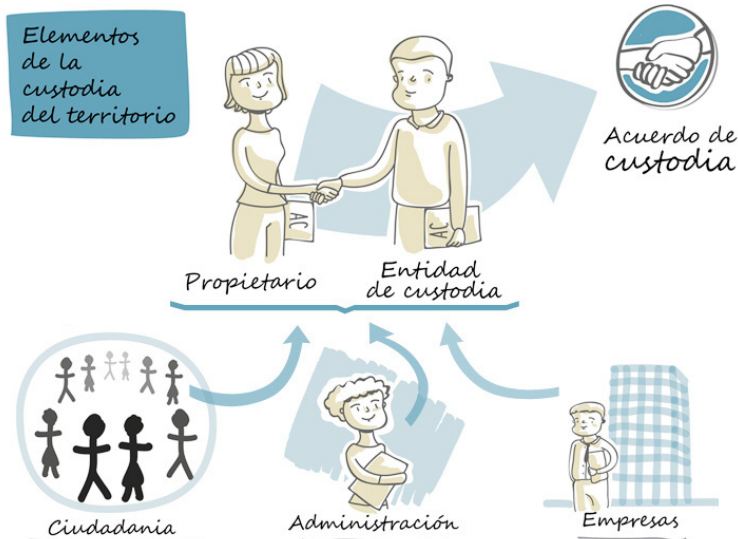 Elementos
de la
custodia
del territorio
Acuerdo de
custodia
AC
AC
Propietario
Entidad
de custodia
Ciudadania
Administración
Empresas